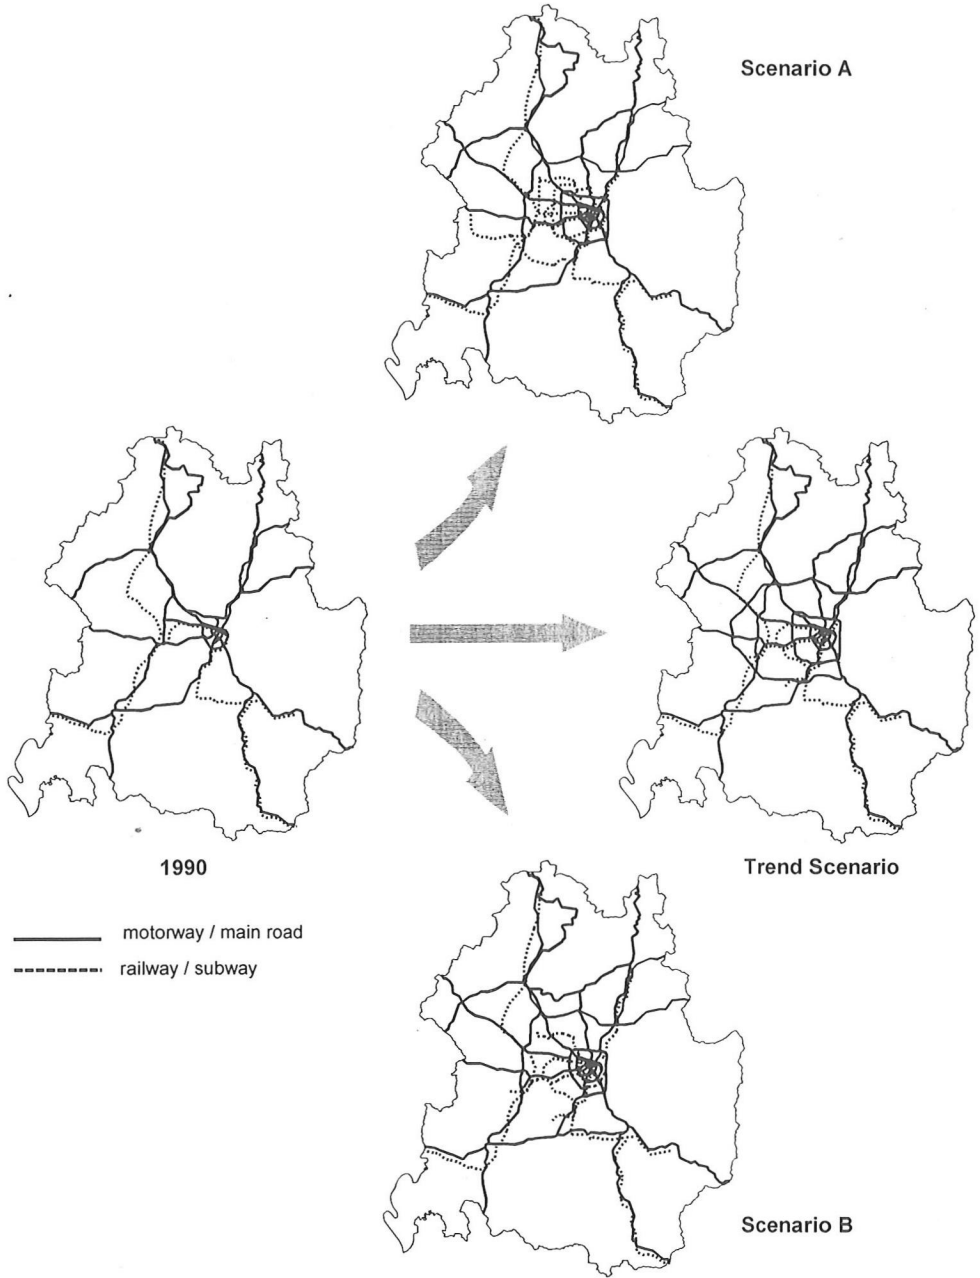 Scenario A
1990
Trend Scenario
motorway / main road
railway / subway
Scenario B